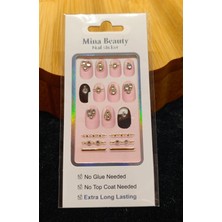 Mina Beauty
Nail sticker
No Glue Needed
No Top Coat Needed
Extra Long Lasting